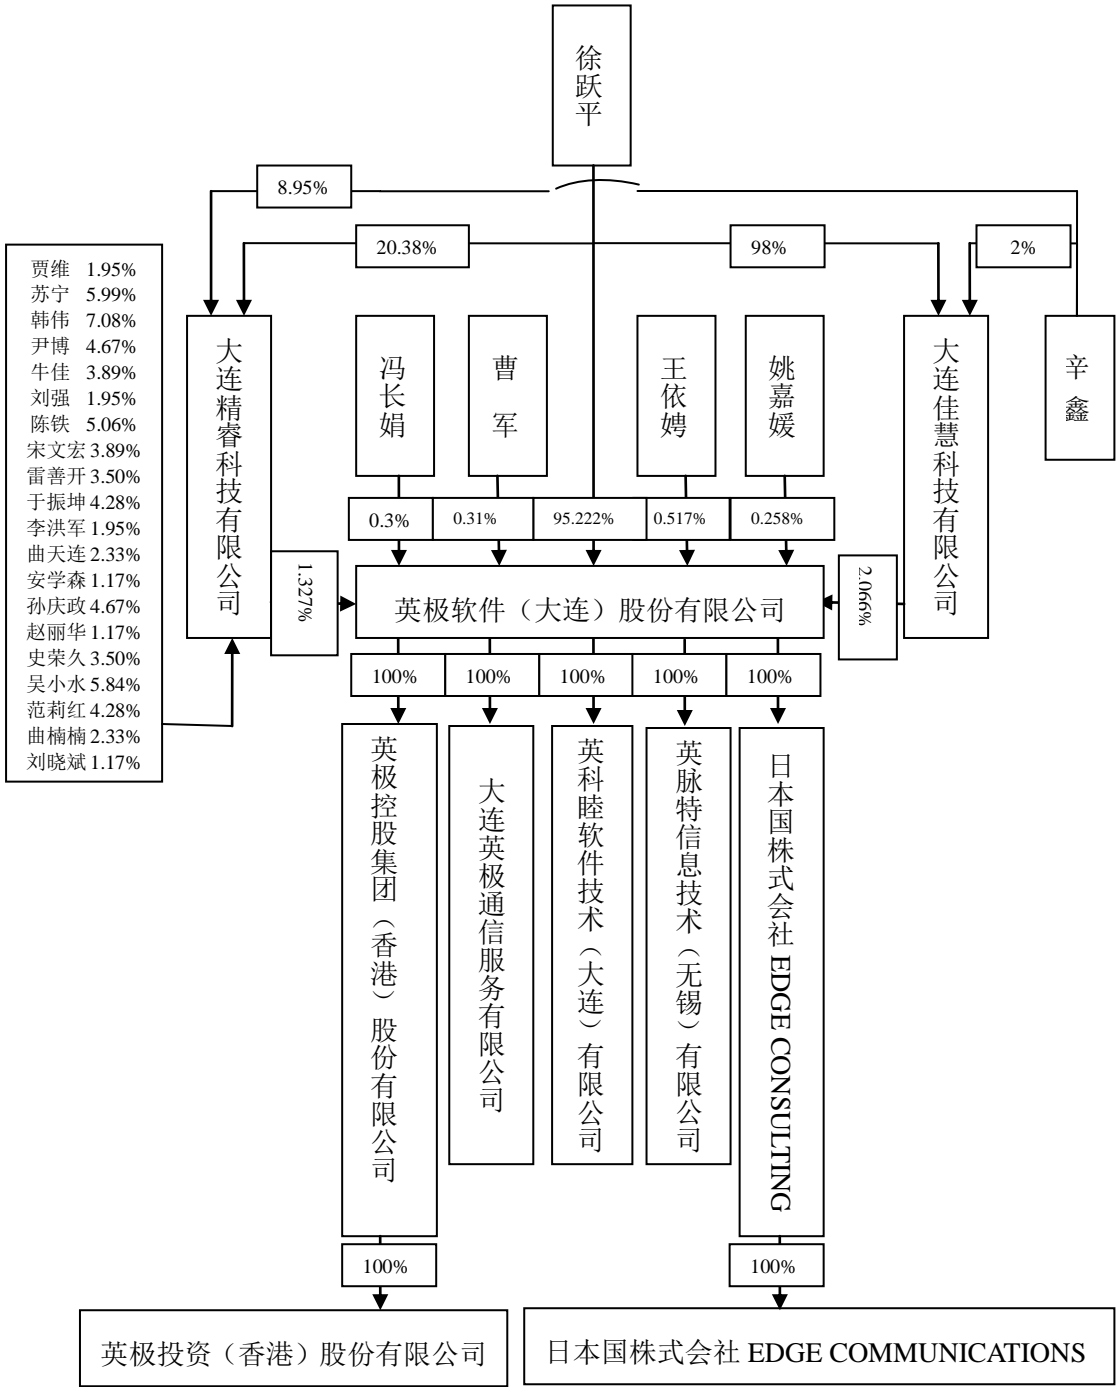 徐跃平
8.95%
20.38%
98%
2%
贾维 1.95%
苏宁 5.99%
韩伟 7.08%
尹博 4.67%
牛佳 3.89%
刘强 1.95%
陈铁 5.06%
宋文宏 3.89%
雷善开 3.50%
于振坤 4.28%
李洪军 1.95%
曲天连 2.33%
安学森 1.17%
孙庆政 4.67%
赵丽华 1.17%
史荣久 3.50%
吴小水 5.84%
范莉红 4.28%
曲楠楠 2.33%
刘晓斌 1.17%
大连精睿科技有限公司
冯长娟
曹军
王依娉
姚嘉媛
大连佳慧科技有限公司
辛鑫
0.3%
0.31%
95.222%
0.517%
0.258%
1.327%
英极软件（大连）股份有限公司
2.066%
100%
100%
100%
100%
100%
英极控股集团（香港）股份有限公司
大连英极通信服务有限公司
英科睦软件技术（大连）有限公司
英脉特信息技术（无锡）有限公司
日本国株式会社 EDGE CONSULTING
100%
100%
英极投资（香港）股份有限公司
日本国株式会社 EDGE COMMUNICATIONS